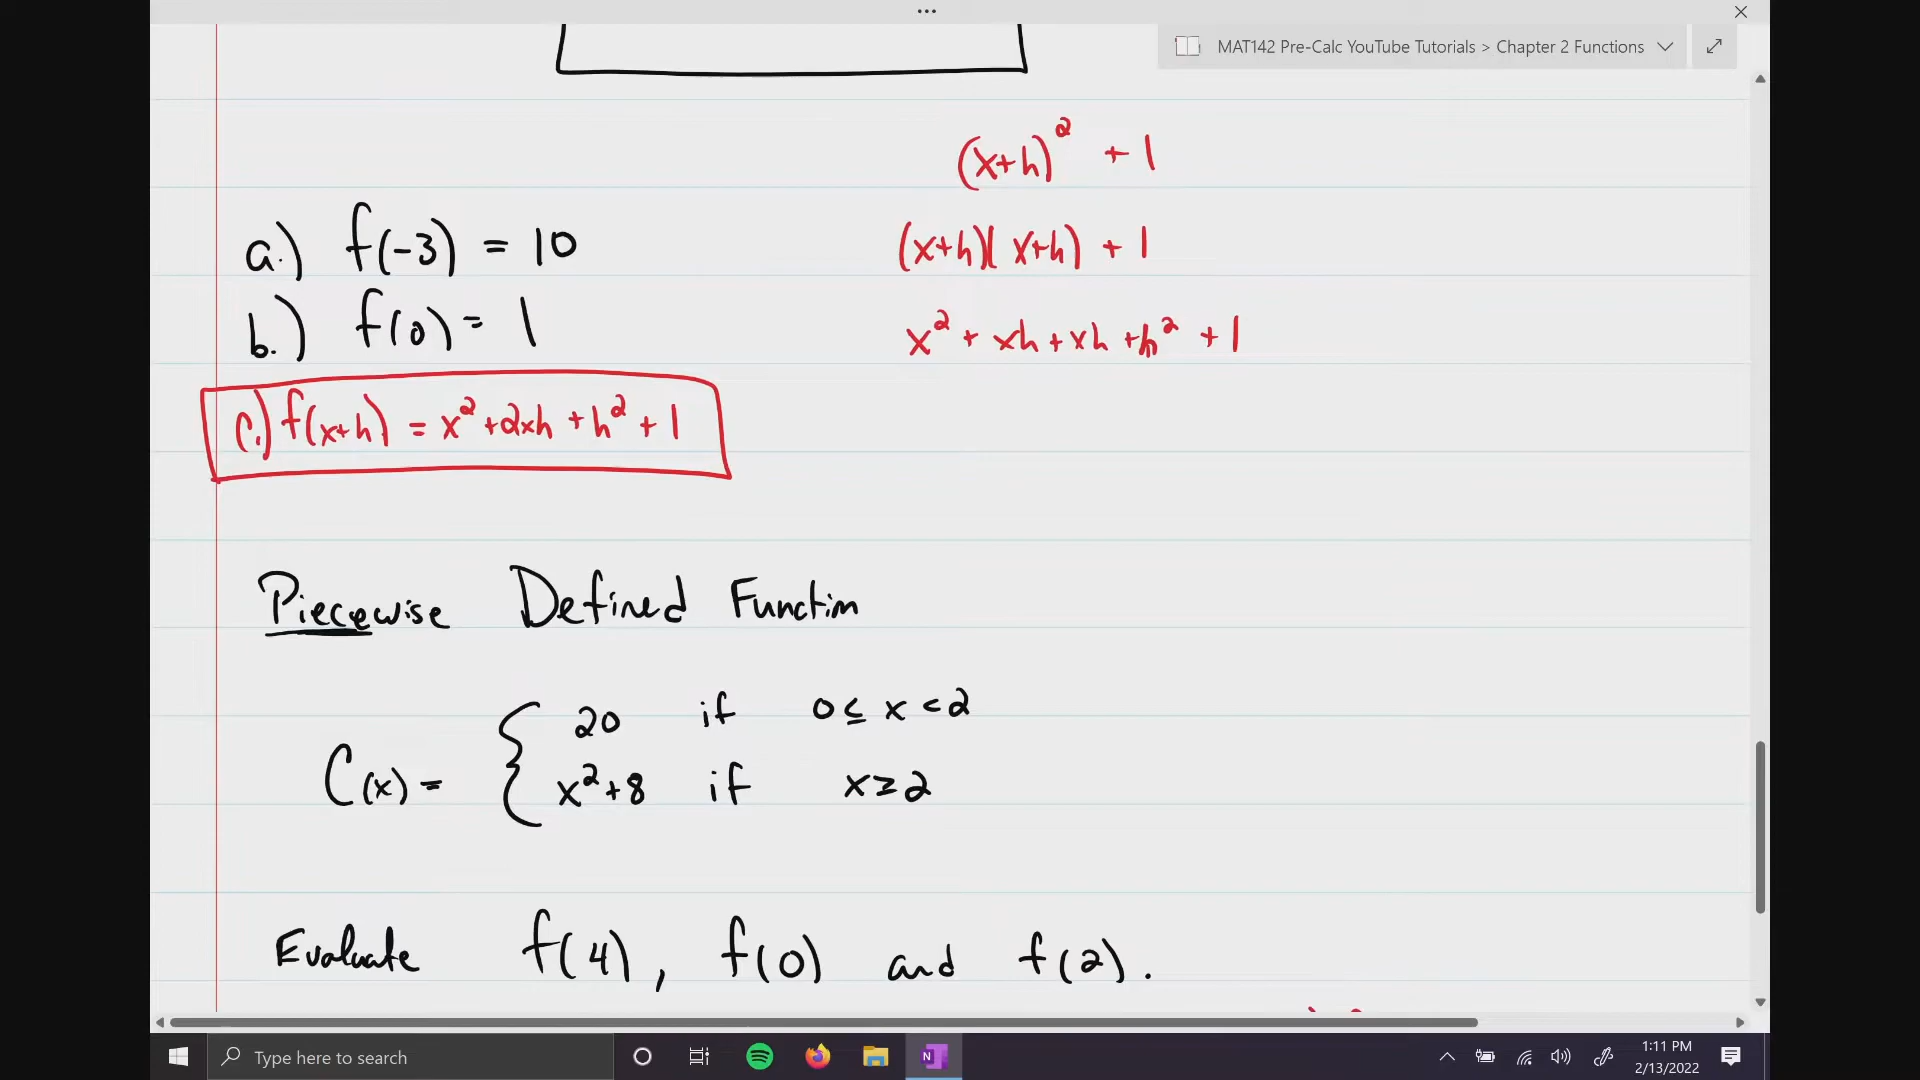 MAT142 Pre-Calc YouTube Tutorials > Chapter 2 Functions
(x+h)² + 1
a.) f(-3) = 10
(x+h)(x+h) + 1
b.) f(0) = 1
x² + xh + xh + h² + 1
c.) f(x+h) = x² + 2xh + h² + 1
Piecewise Defined Function
C(x) = { 20 if 0 ≤ x < 2
x²+8 if x ≥ 2
Evaluate f(4), f(0) and f(2).
Type here to search
1:11 PM
2/13/2022